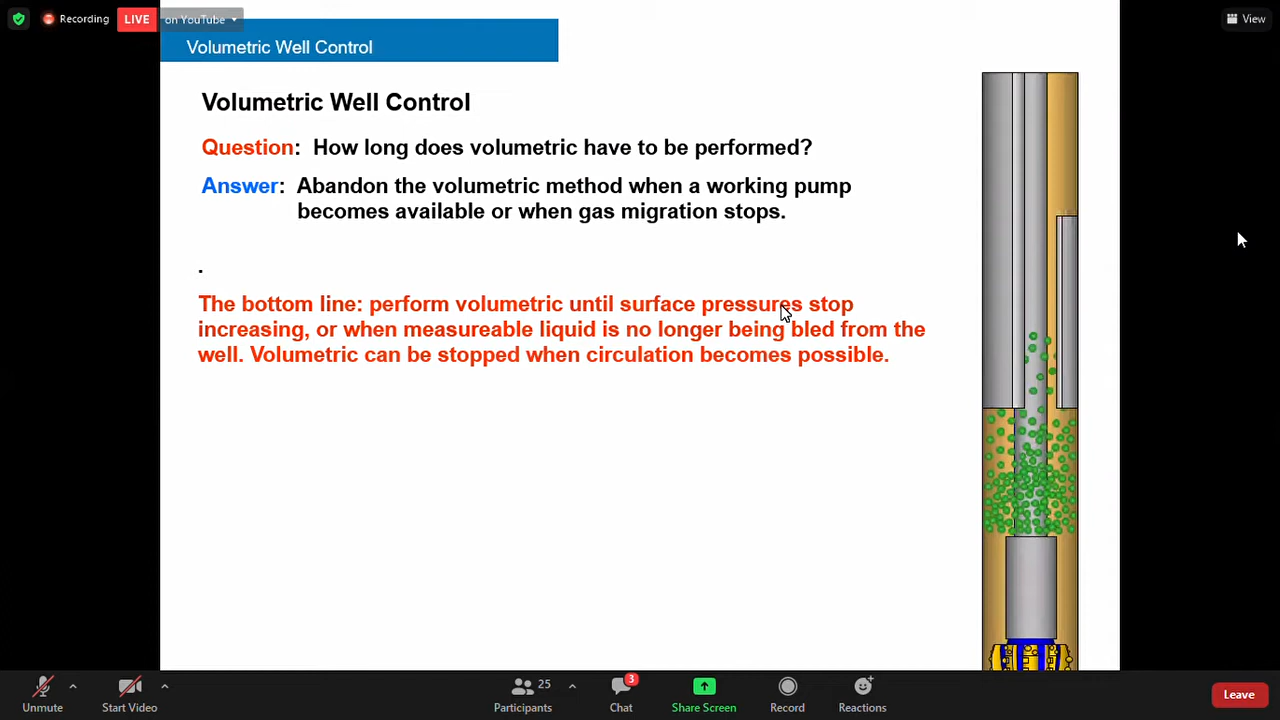 Recording
LIVE
on YouTube
View
Volumetric Well Control
Volumetric Well Control
Question: How long does volumetric have to be performed?
Answer: Abandon the volumetric method when a working pump
becomes available or when gas migration stops.
.
The bottom line: perform volumetric until surface pressures stop
increasing, or when measureable liquid is no longer being bled from the
well. Volumetric can be stopped when circulation becomes possible.
Unmute
Start Video
25
Participants
3
Chat
Share Screen
Record
Reactions
Leave